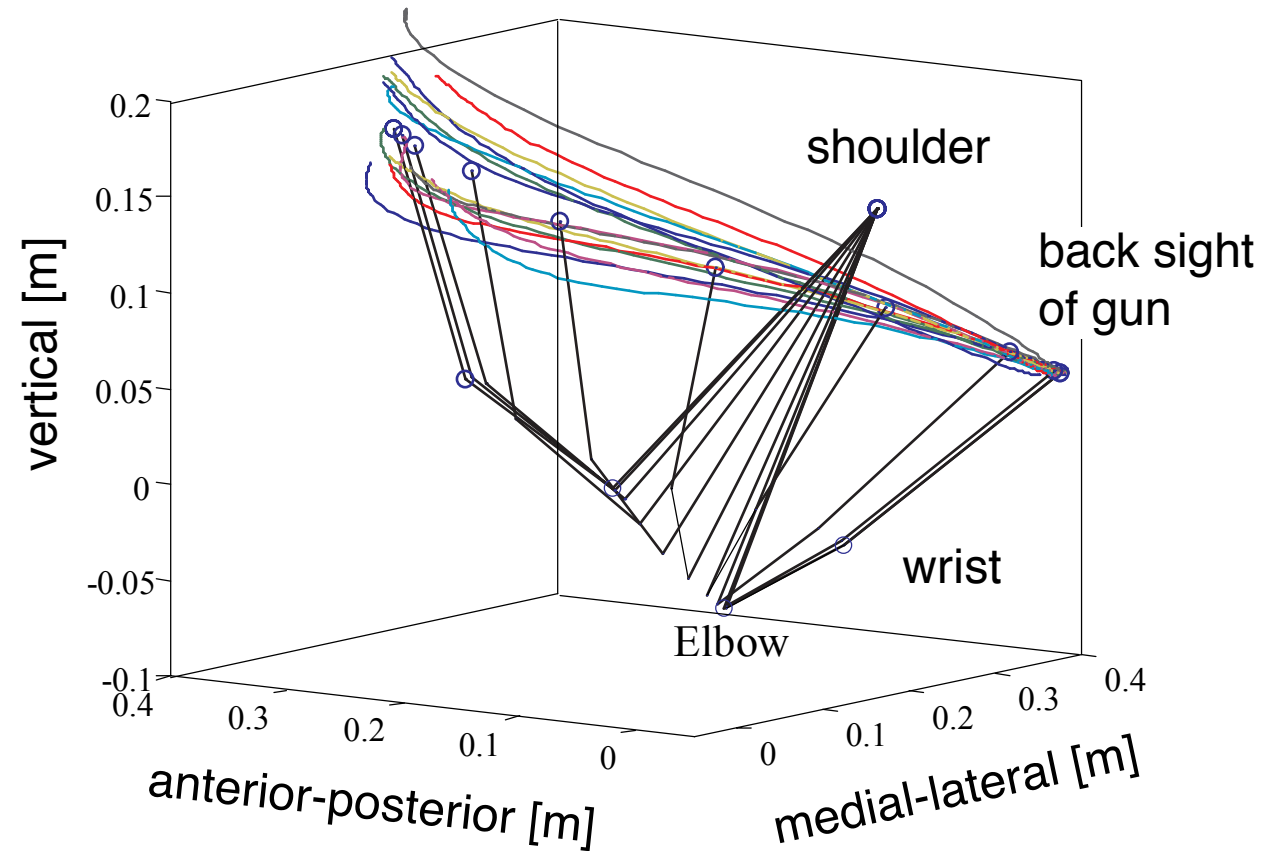 shoulder
back sight
of gun
wrist
Elbow
vertical [m]
0.2
0.15
0.1
0.05
0
-0.05
-0.1
0.4
0.3
0.2
0.1
0
anterior-posterior [m]
0
0.1
0.2
0.3
0.4
medial-lateral [m]